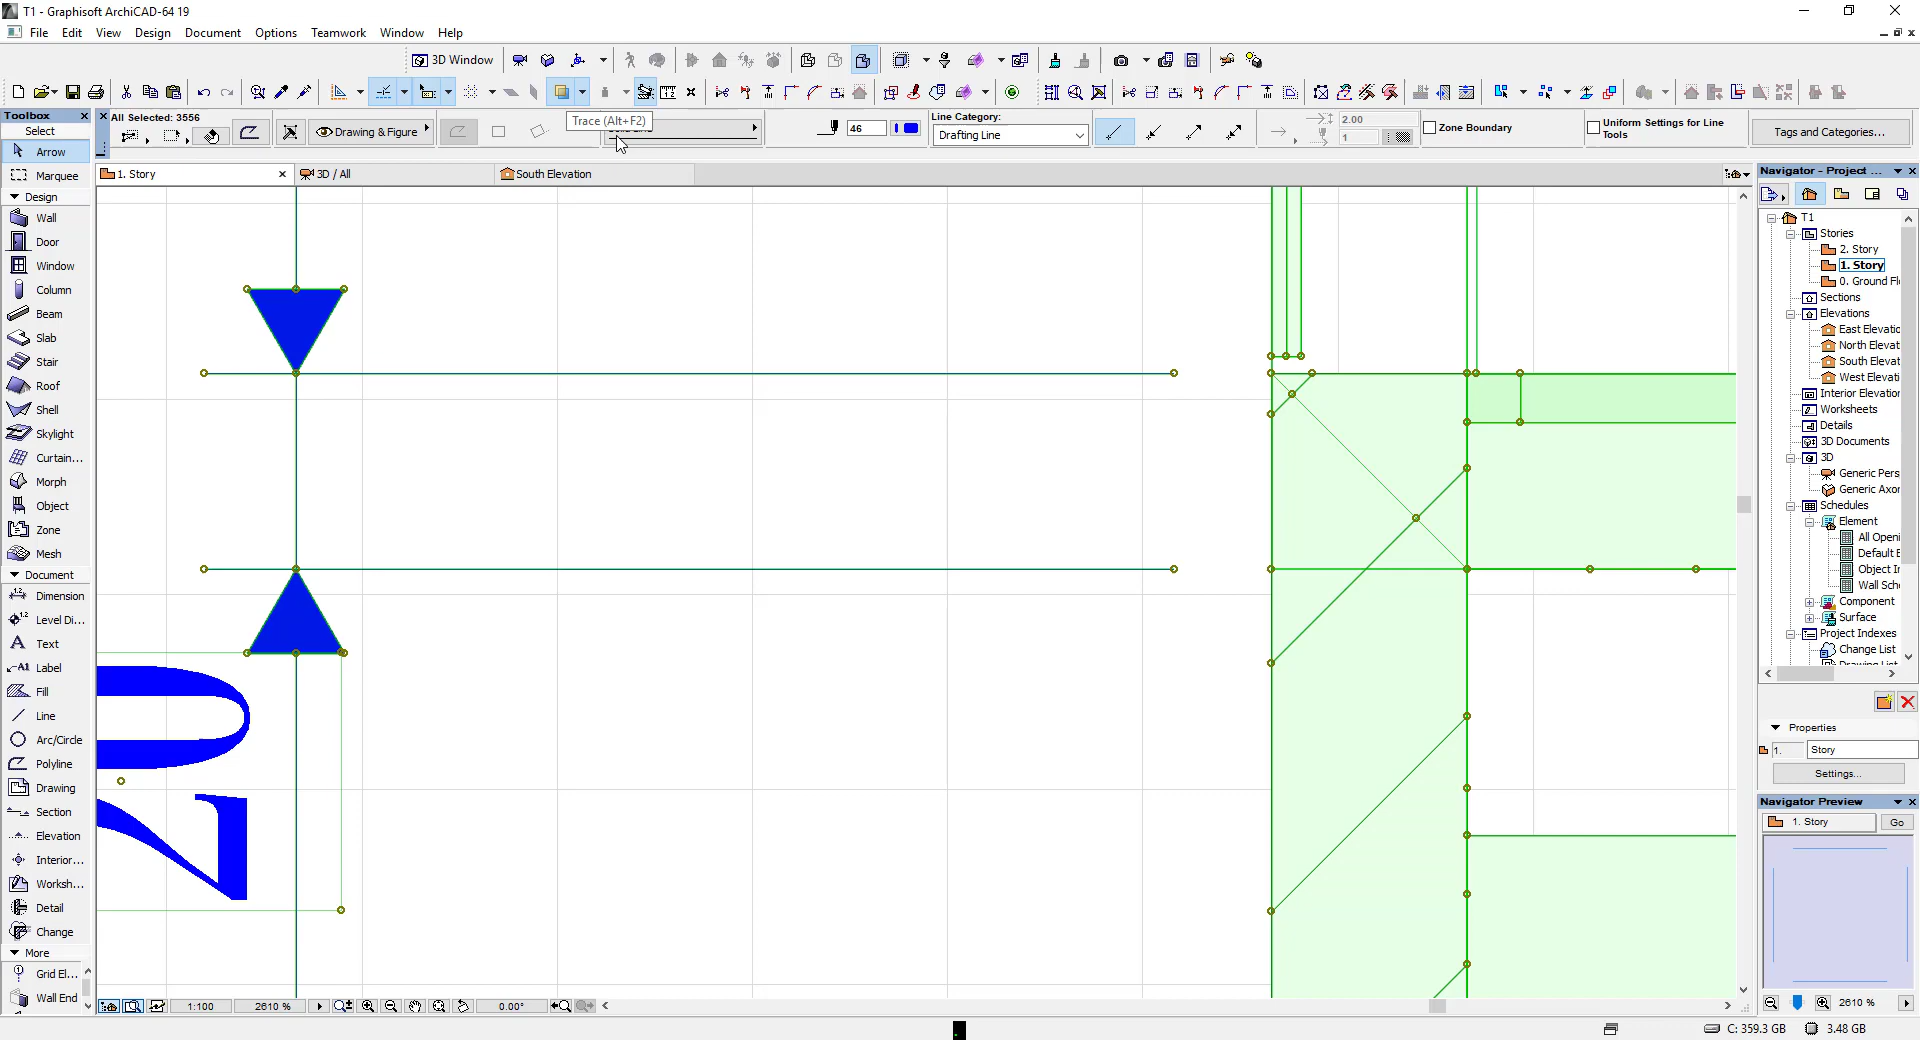 T1 - Graphisoft ArchiCAD-64 19
File Edit View Design Document Options Teamwork Window Help
3D Window
Toolbox
Select
Arrow
Marquee
Design
Wall
Door
Window
Column
Beam
Slab
Stair
Roof
Shell
Skylight
Curtain...
Morph
Object
Zone
Mesh
Document
Dimension
Level Di...
Text
Label
Fill
Line
Arc/Circle
Polyline
Drawing
Section
Elevation
Interior...
Worksh...
Detail
Change
More
Grid El...
Wall End
All Selected: 3556
Drawing & Figure
Trace (Alt+F2)
46
Line Category:
Drafting Line
2.00
1
Zone Boundary
Uniform Settings for Line Tools
Tags and Categories...
1. Story
3D / All
South Elevation
20
1:100
2610 %
0.00°
Navigator - Project ...
T1
Stories
2. Story
1. Story
0. Ground Fl
Sections
Elevations
East Elevatio
North Elevat
South Elevat
West Elevati
Interior Elevation
Worksheets
Details
3D Documents
3D
Generic Pers
Generic Axor
Schedules
Element
All Openi
Default E
Object In
Wall Sche
Component
Surface
Project Indexes
Change List
Properties
1.
Story
Settings...
Navigator Preview
1. Story
Go
2610 %
C: 359.3 GB
3.48 GB